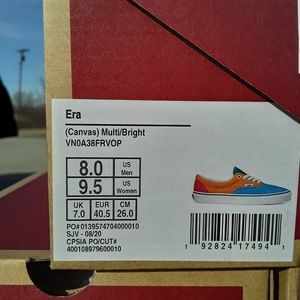 Era
(Canvas) Multi/Bright
VN0A38FRVOP
8.0 US Men
9.5 US Women
UK EUR CM
7.0 40.5 26.0
PO# 0139574704000010
SJV - 08/20
CPSIA PO/CUT#
400108979600010
1 92824 17494 1